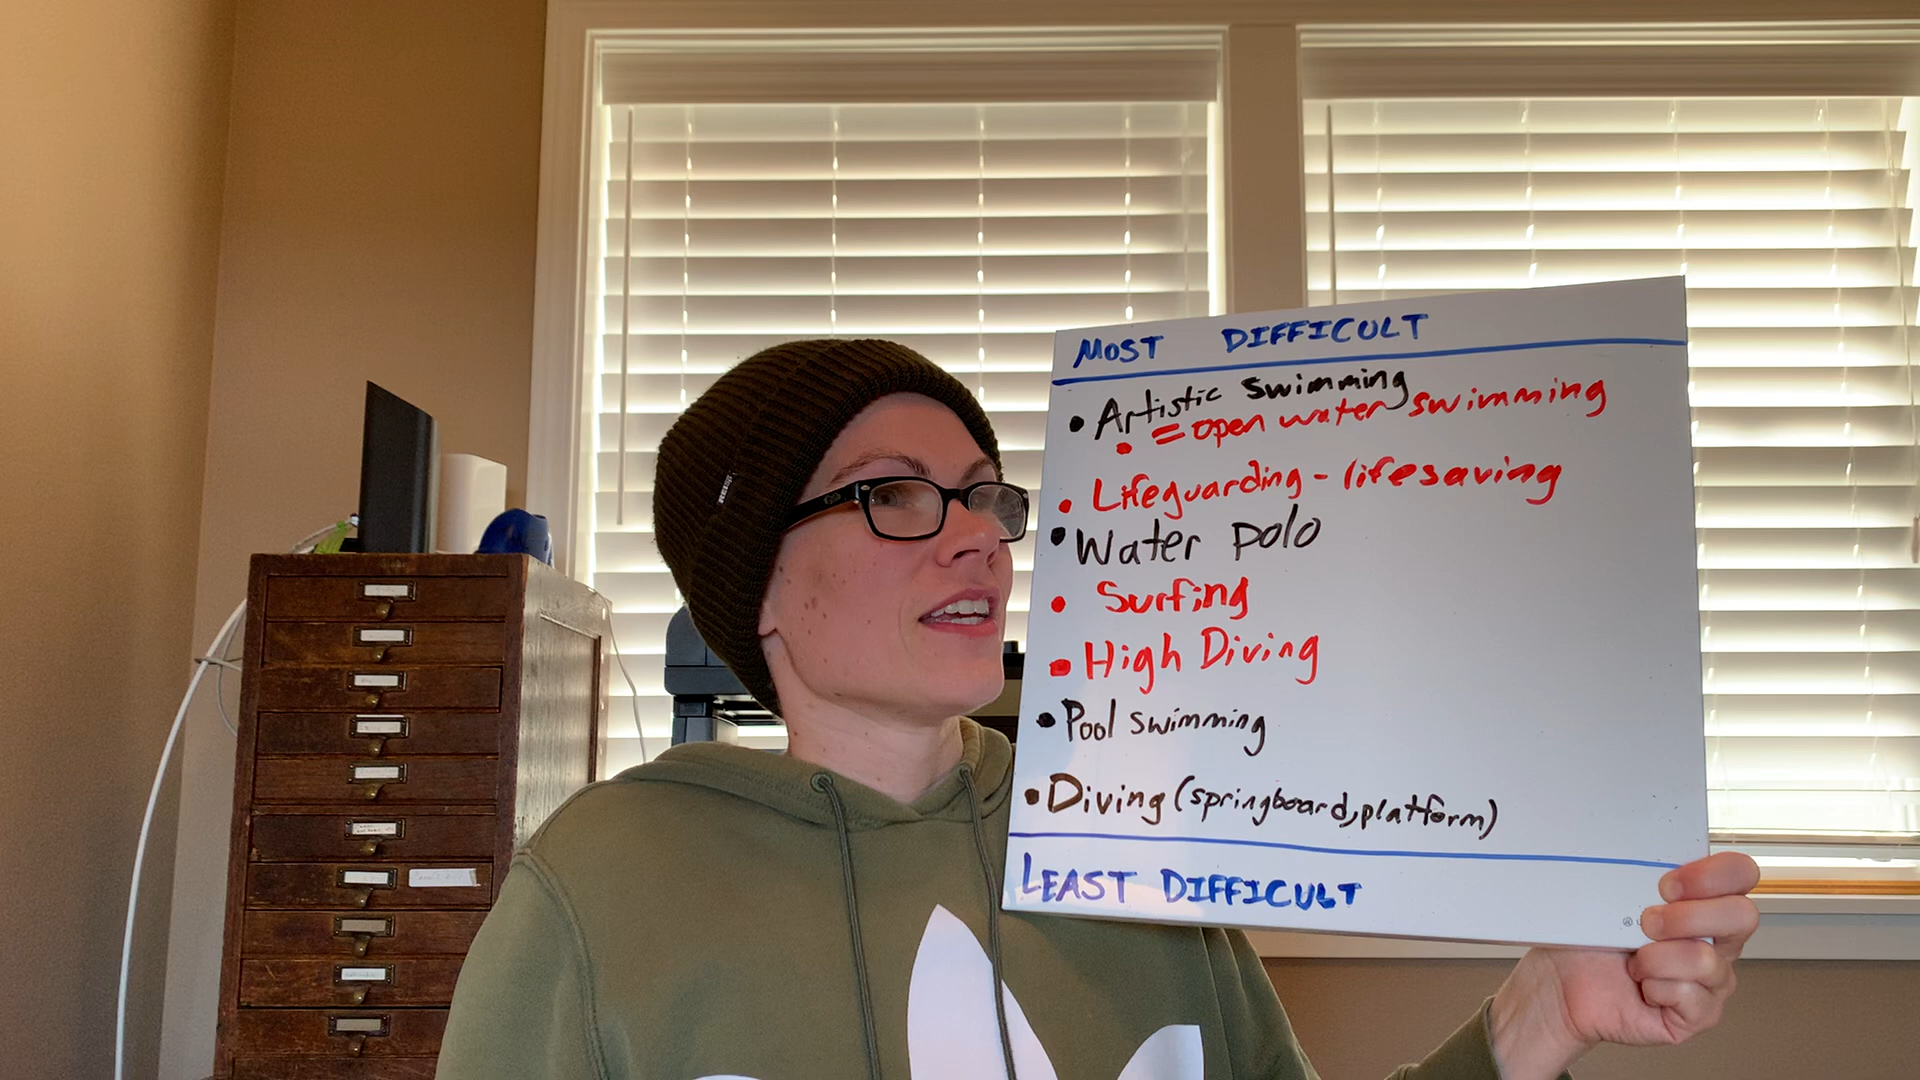 MOST DIFFICULT
• Artistic swimming
• = open water swimming
• Lifeguarding - lifesaving
• Water polo
• Surfing
• High Diving
• Pool swimming
• Diving (springboard, platform)
LEAST DIFFICULT